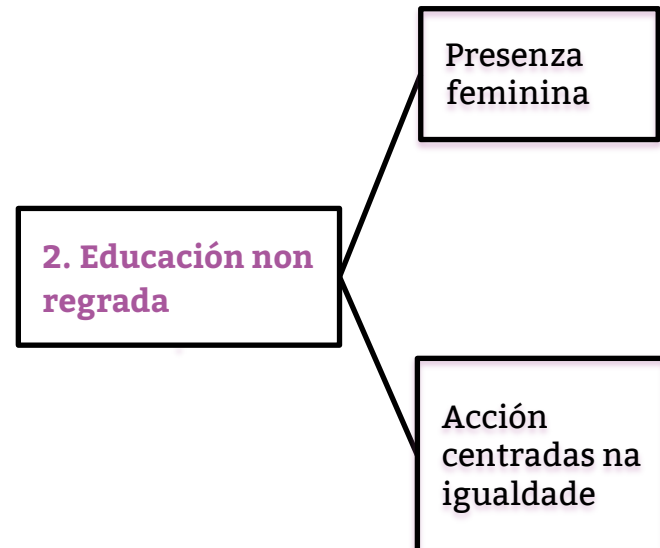 Presenza
feminina
2. Educación non
regrada
Acción
centradas na
igualdade